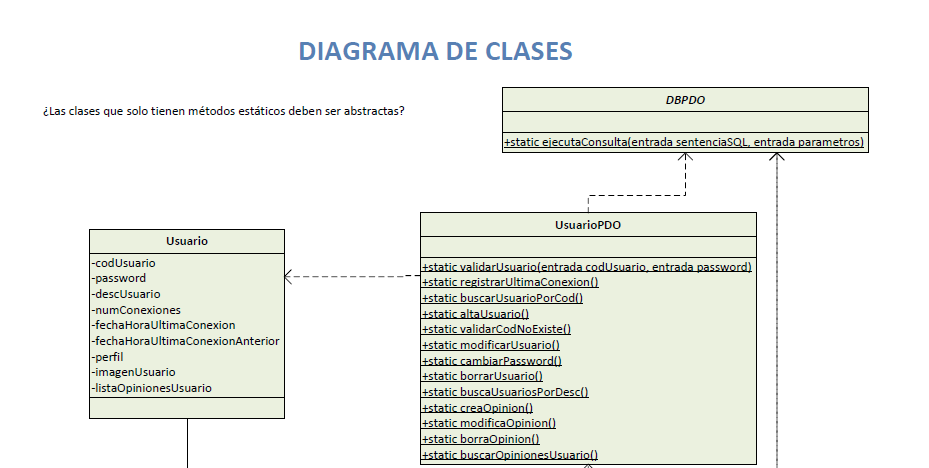 DIAGRAMA DE CLASES
¿Las clases que solo tienen métodos estáticos deben ser abstractas?
DBPDO
+static ejecutaConsulta(entrada sentenciaSQL, entrada parametros)
UsuarioPDO
+static validarUsuario(entrada codUsuario, entrada password)
+static registrarUltimaConexion()
+static buscarUsuarioPorCod()
+static altaUsuario()
+static validarCodNoExiste()
+static modificarUsuario()
+static cambiarPassword()
+static borrarUsuario()
+static buscaUsuariosPorDesc()
+static creaOpinion()
+static modificaOpinion()
+static borraOpinion()
+static buscarOpinionesUsuario()
Usuario
-codUsuario
-password
-descUsuario
-numConexiones
-fechaHoraUltimaConexion
-fechaHoraUltimaConexionAnterior
-perfil
-imagenUsuario
-listaOpinionesUsuario